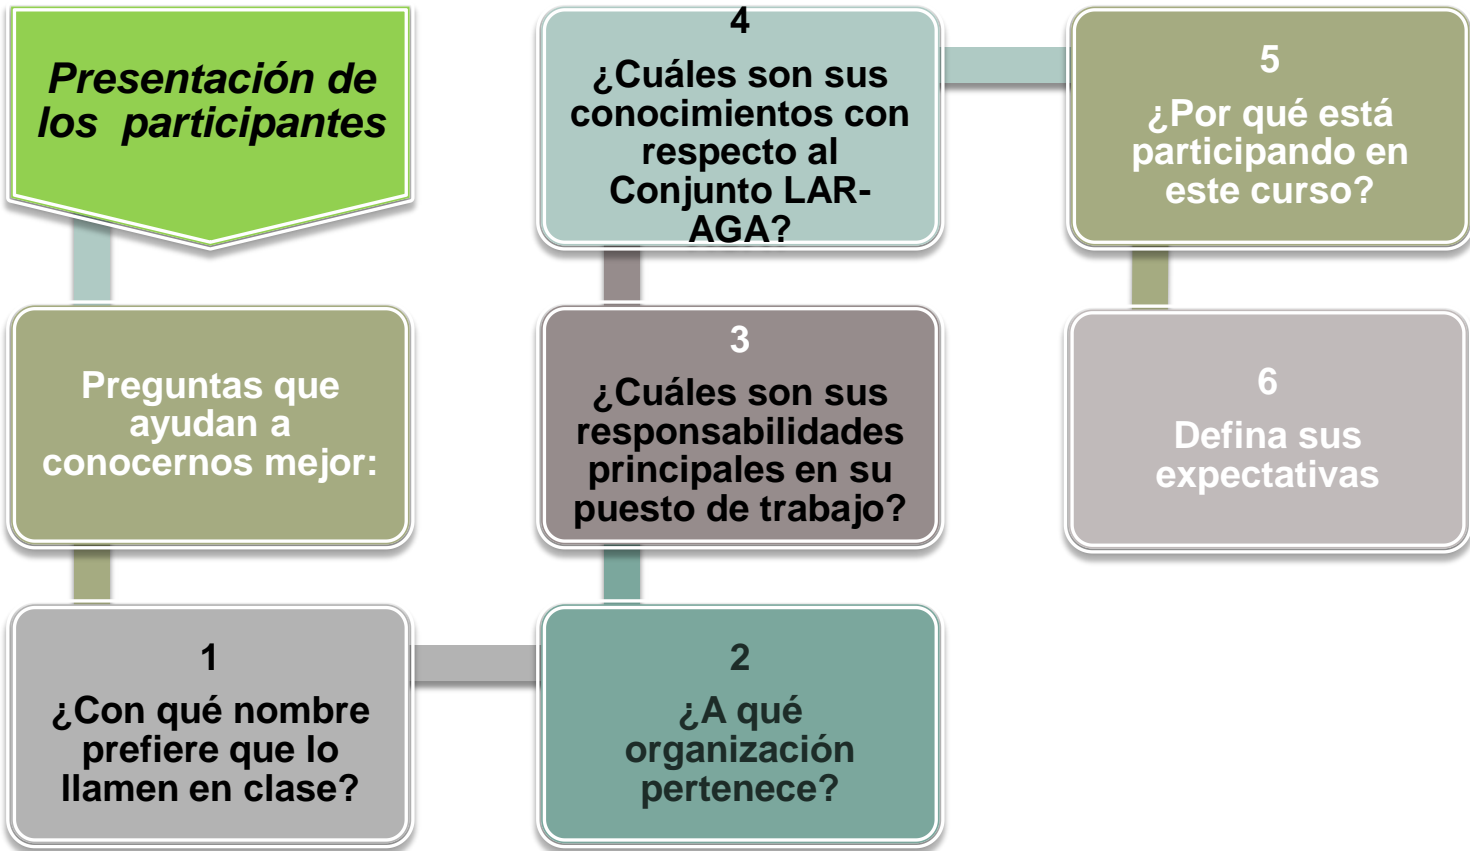 Presentación de
los participantes
Preguntas que
ayudan a
conocernos mejor:
1
¿Con qué nombre
prefiere que lo
llamen en clase?
2
¿A qué
organización
pertenece?
3
¿Cuáles son sus
responsabilidades
principales en su
puesto de trabajo?
4
¿Cuáles son sus
conocimientos con
respecto al
Conjunto LAR-
AGA?
5
¿Por qué está
participando en
este curso?
6
Defina sus
expectativas